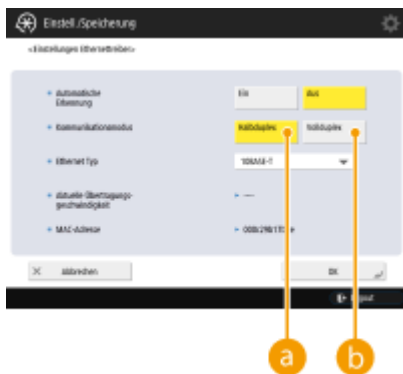 Einstell./Speicherung
<Einstellungen Ethernettreiber>
Automatische
Erkennung
Ein
Aus
Kommunikationsmodus
Halbduplex
Vollduplex
Ethernet Typ
10BASE-T
Aktuelle Übertragungs-
geschwindigkeit
----
MAC-Adresse
Abbrechen
OK
a
b